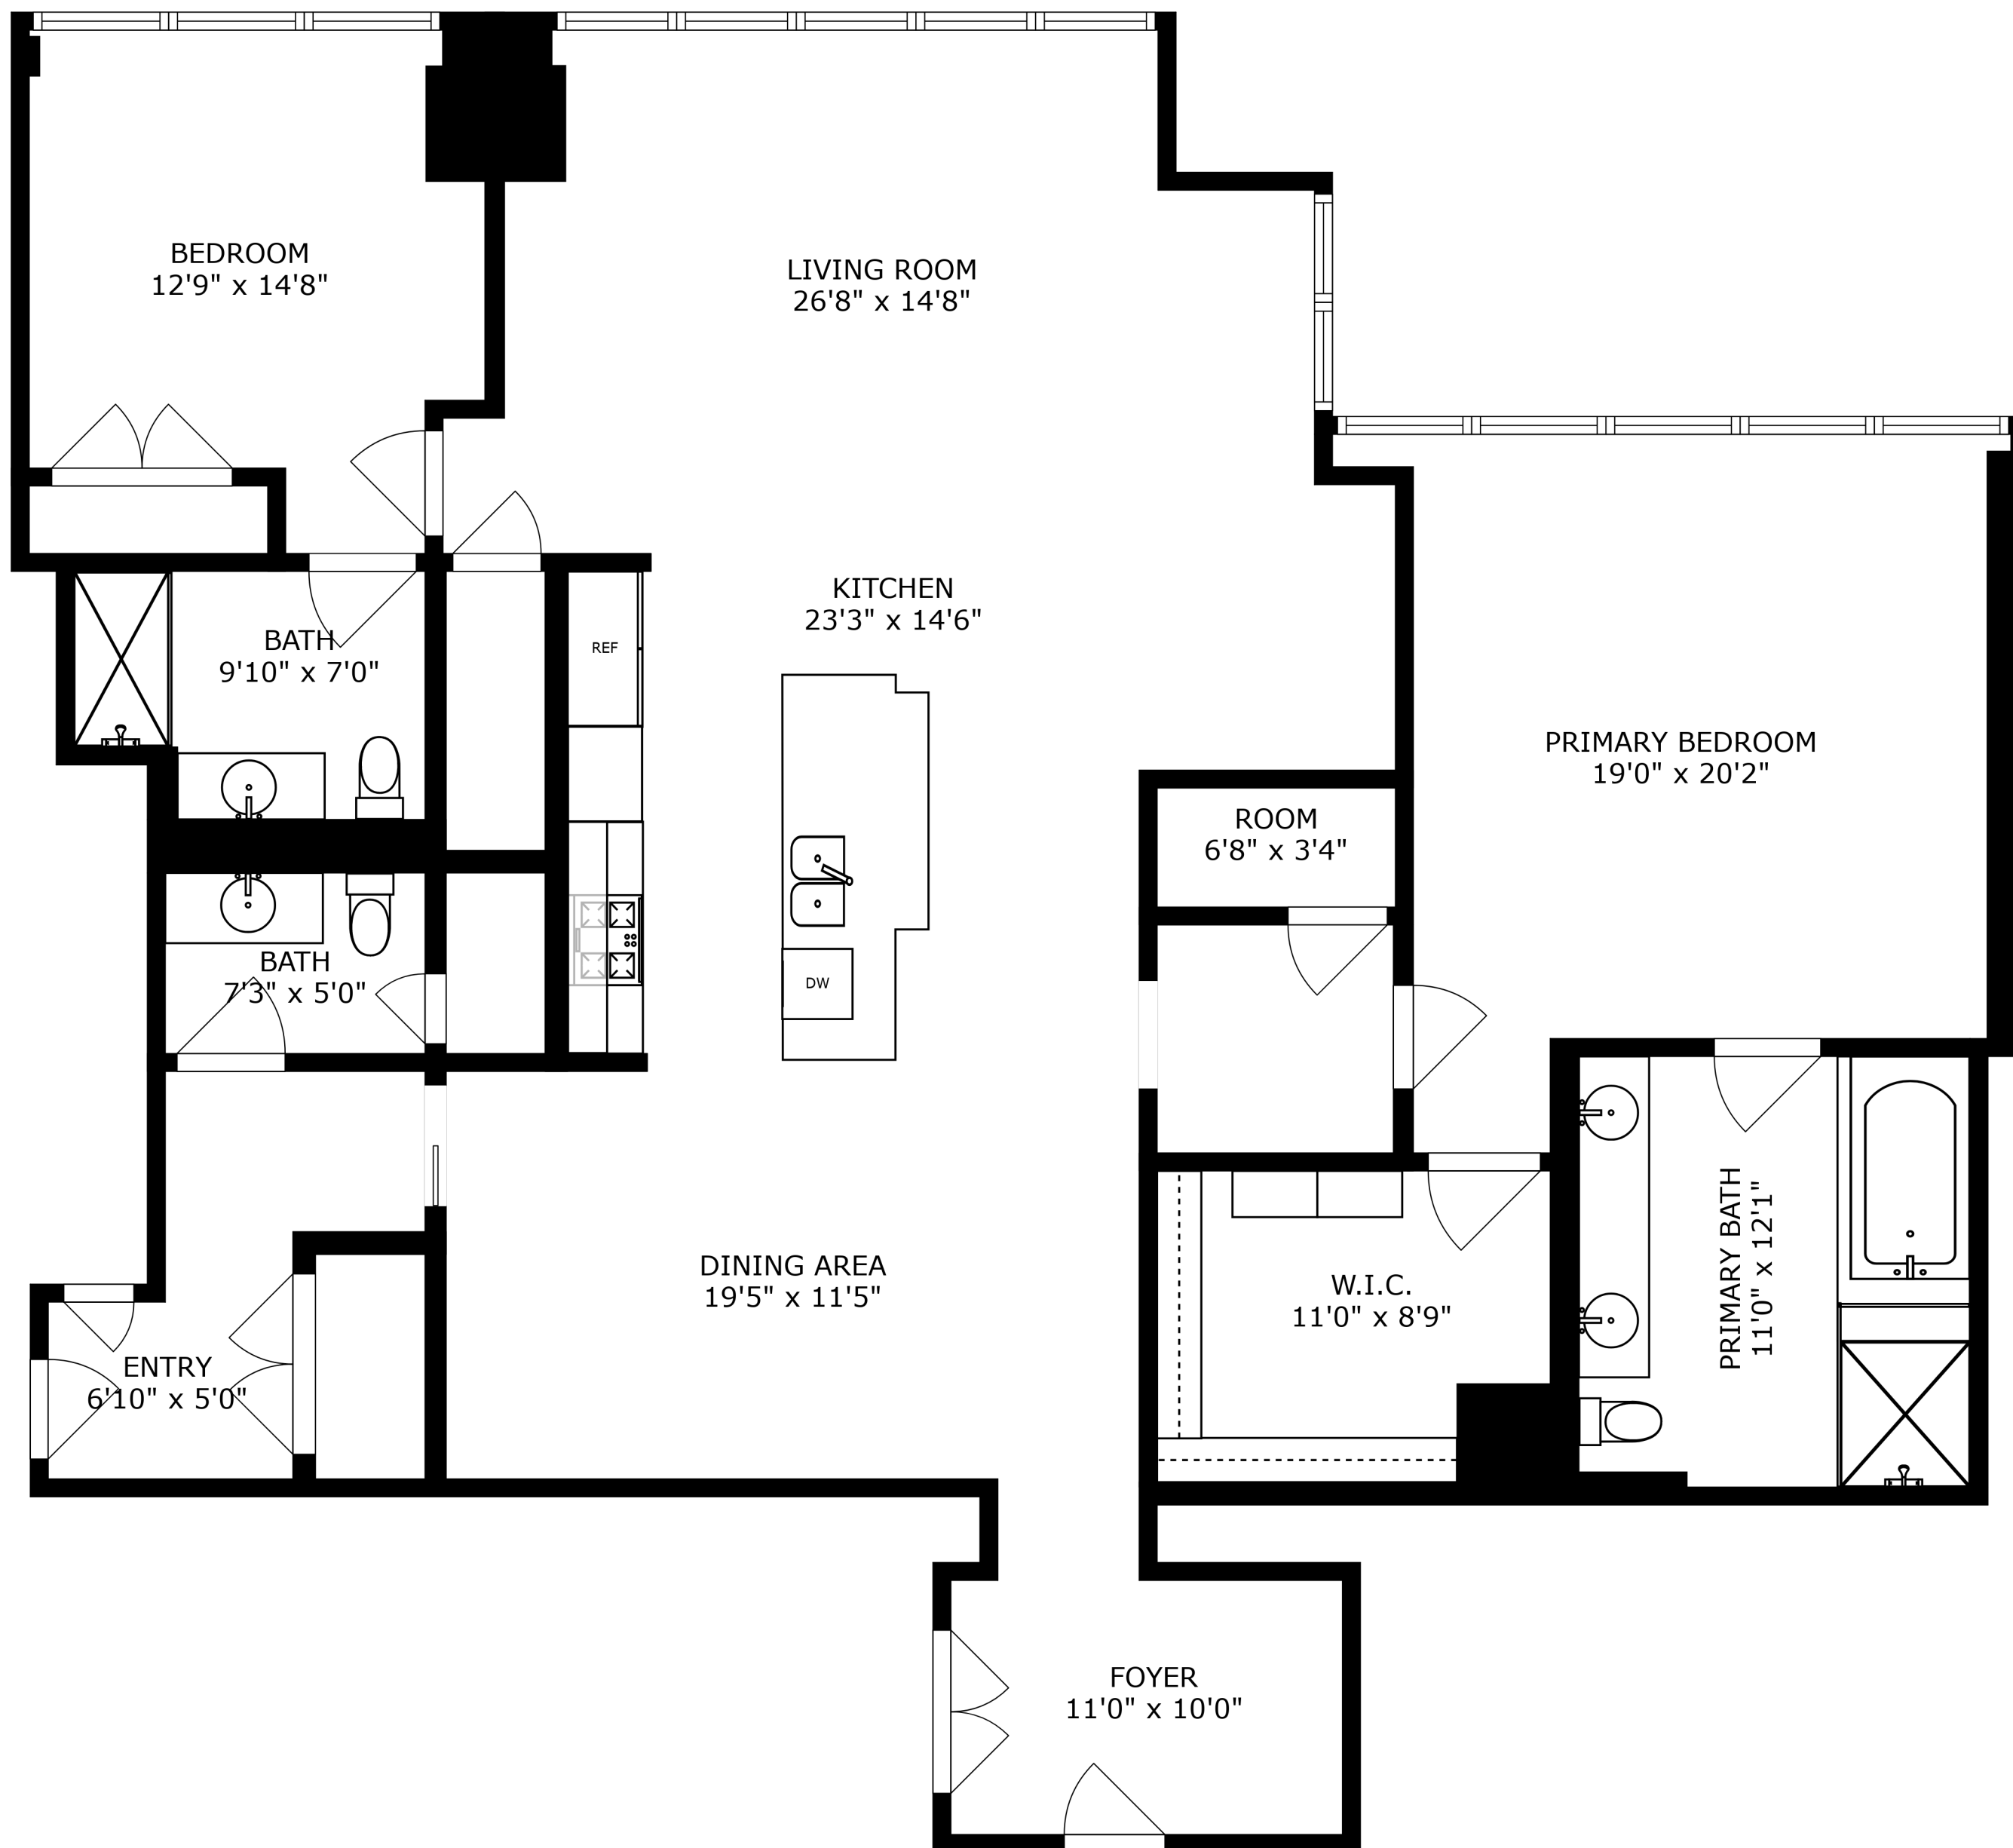 BEDROOM
12'9" x 14'8"
LIVING ROOM
26'8" x 14'8"
KITCHEN
23'3" x 14'6"
BATH
9'10" x 7'0"
REF
PRIMARY BEDROOM
19'0" x 20'2"
ROOM
6'8" x 3'4"
BATH
7'3" x 5'0"
DW
DINING AREA
19'5" x 11'5"
W.I.C.
11'0" x 8'9"
PRIMARY BATH
11'0" x 12'1"
ENTRY
6'10" x 5'0"
FOYER
11'0" x 10'0"